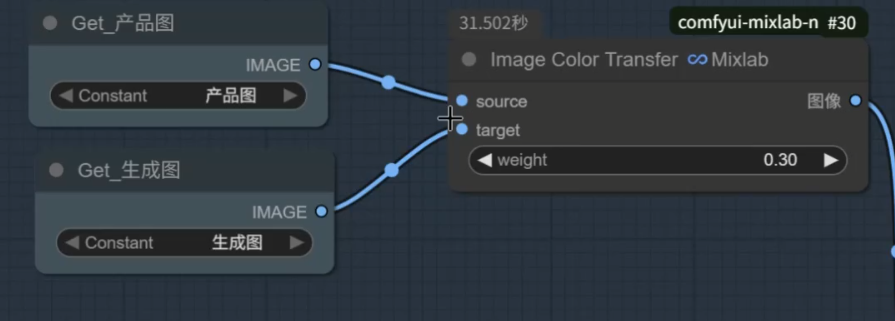 Get_产品图
IMAGE
Constant 产品图
Get_生成图
IMAGE
Constant 生成图
31.502秒
comfyui-mixlab-n #30
Image Color Transfer Mixlab
source 图像
target
weight 0.30